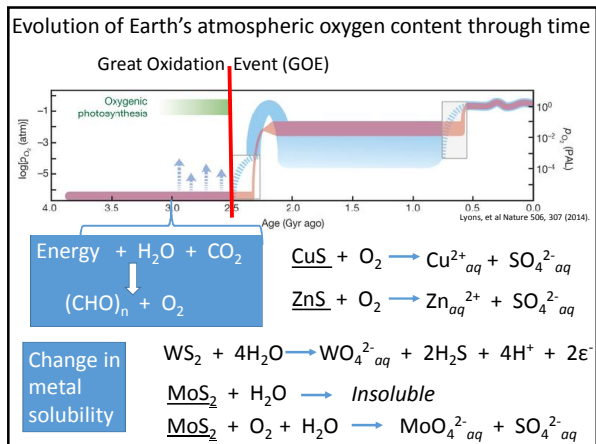 Evolution of Earth's atmospheric oxygen content through time
Great Oxidation Event (GOE)
Oxygenic
photosynthesis
log[pO₂ (atm)]
−1
−3
−5
10⁰
10⁻²
10⁻⁴
pO₂ (PAL)
4.0 3.5 3.0 2.5 2.0 1.5 1.0 0.5 0.0
Age (Gyr ago)
Lyons, et al Nature 506, 307 (2014).
Energy + H₂O + CO₂
(CHO)ₙ + O₂
CuS + O₂ → Cu²⁺aq + SO₄²⁻aq
ZnS + O₂ → Znaq²⁺ + SO₄²⁻aq
Change in
metal
solubility
WS₂ + 4H₂O → WO₄²⁻aq + 2H₂S + 4H⁺ + 2ε⁻
MoS₂ + H₂O → Insoluble
MoS₂ + O₂ + H₂O → MoO₄²⁻aq + SO₄²⁻aq